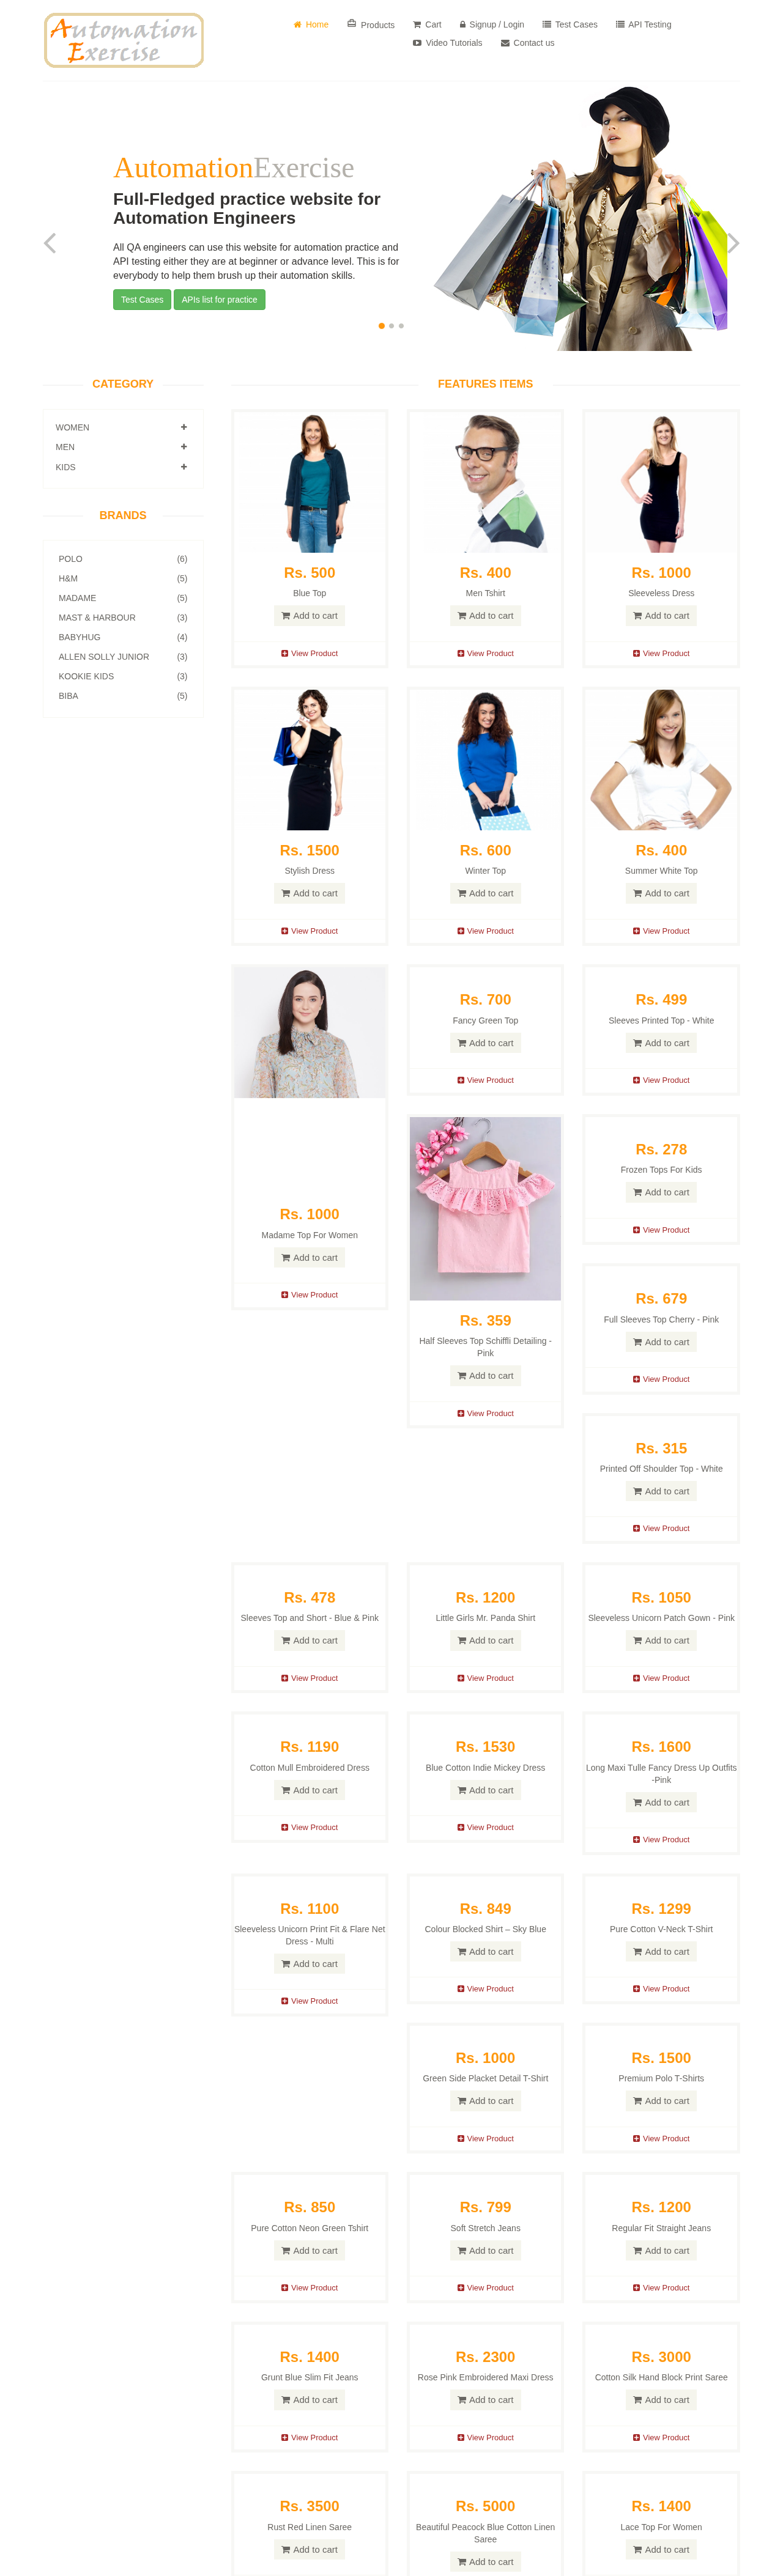 Automation
Exercise
Home
Products
Cart
Signup / Login
Test Cases
API Testing
Video Tutorials
Contact us
AutomationExercise
Full-Fledged practice website for
Automation Engineers
All QA engineers can use this website for automation practice and
API testing either they are at beginner or advance level. This is for
everybody to help them brush up their automation skills.
Test Cases
APIs list for practice
CATEGORY
WOMEN
MEN
KIDS
BRANDS
POLO (6)
H&M (5)
MADAME (5)
MAST & HARBOUR (3)
BABYHUG (4)
ALLEN SOLLY JUNIOR (3)
KOOKIE KIDS (3)
BIBA (5)
FEATURES ITEMS
Rs. 500
Blue Top
Add to cart
View Product
Rs. 400
Men Tshirt
Add to cart
View Product
Rs. 1000
Sleeveless Dress
Add to cart
View Product
Rs. 1500
Stylish Dress
Add to cart
View Product
Rs. 600
Winter Top
Add to cart
View Product
Rs. 400
Summer White Top
Add to cart
View Product
Rs. 1000
Madame Top For Women
Add to cart
View Product
Rs. 700
Fancy Green Top
Add to cart
View Product
Rs. 499
Sleeves Printed Top - White
Add to cart
View Product
Rs. 359
Half Sleeves Top Schiffli Detailing -
Pink
Add to cart
View Product
Rs. 278
Frozen Tops For Kids
Add to cart
View Product
Rs. 679
Full Sleeves Top Cherry - Pink
Add to cart
View Product
Rs. 315
Printed Off Shoulder Top - White
Add to cart
View Product
Rs. 478
Sleeves Top and Short - Blue & Pink
Add to cart
View Product
Rs. 1200
Little Girls Mr. Panda Shirt
Add to cart
View Product
Rs. 1050
Sleeveless Unicorn Patch Gown - Pink
Add to cart
View Product
Rs. 1190
Cotton Mull Embroidered Dress
Add to cart
View Product
Rs. 1530
Blue Cotton Indie Mickey Dress
Add to cart
View Product
Rs. 1600
Long Maxi Tulle Fancy Dress Up Outfits
-Pink
Add to cart
View Product
Rs. 1100
Sleeveless Unicorn Print Fit & Flare Net
Dress - Multi
Add to cart
View Product
Rs. 849
Colour Blocked Shirt – Sky Blue
Add to cart
View Product
Rs. 1299
Pure Cotton V-Neck T-Shirt
Add to cart
View Product
Rs. 1000
Green Side Placket Detail T-Shirt
Add to cart
View Product
Rs. 1500
Premium Polo T-Shirts
Add to cart
View Product
Rs. 850
Pure Cotton Neon Green Tshirt
Add to cart
View Product
Rs. 799
Soft Stretch Jeans
Add to cart
View Product
Rs. 1200
Regular Fit Straight Jeans
Add to cart
View Product
Rs. 1400
Grunt Blue Slim Fit Jeans
Add to cart
View Product
Rs. 2300
Rose Pink Embroidered Maxi Dress
Add to cart
View Product
Rs. 3000
Cotton Silk Hand Block Print Saree
Add to cart
View Product
Rs. 3500
Rust Red Linen Saree
Add to cart
Rs. 5000
Beautiful Peacock Blue Cotton Linen
Saree
Add to cart
Rs. 1400
Lace Top For Women
Add to cart